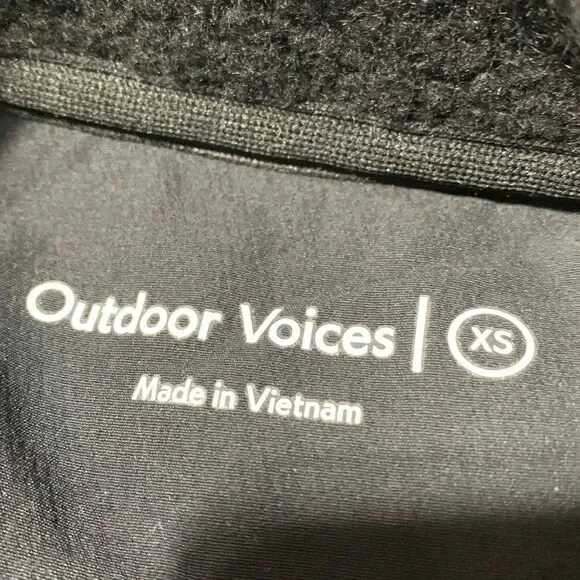 Outdoor Voices | XS
Made in Vietnam